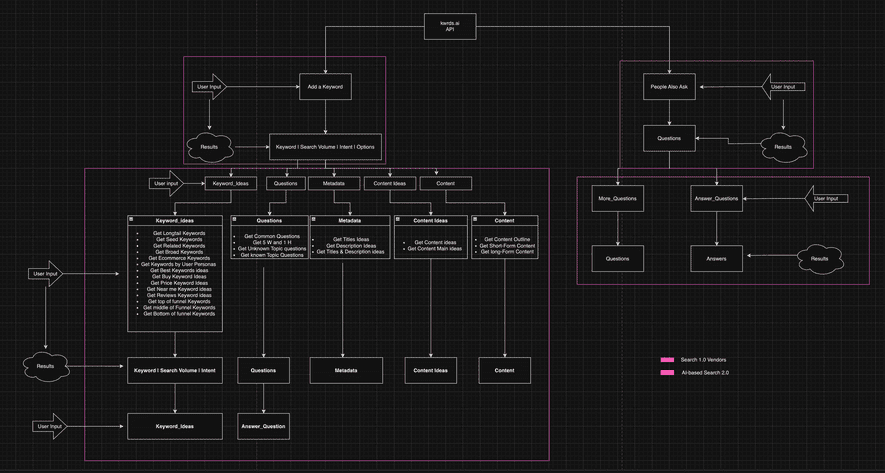 kwrds.ai
API
User Input
Add a Keyword
People Also Ask
User Input
Results
Keyword | Search Volume | Intent | Options
Questions
Results
User Input
Keyword_Ideas
Questions
Metadata
Content Ideas
Content
More_Questions
Answer_Questions
User Input
Keyword_ideas
Get Longtail Keywords
Get Seed Keywords
Get Related Keywords
Get Broad Keywords
Get Ecommerce Keywords
Get Keywords by User Personas
Get Best Keywords ideas
Get Buy Keyword Ideas
Get Price Keyword Ideas
Get Near me Keyword ideas
Get Reviews Keyword ideas
Get top of funnel Keywords
Get middle of Funnel Keywords
Get Bottom of funnel Keywords
Questions
Get Common Questions
Get 5 W and 1 H
Get Unknown Topic questions
Get known Topic Questions
Metadata
Get Titles Ideas
Get Description Ideas
Get Titles & Description ideas
Content Ideas
Get Content ideas
Get Content Main ideas
Content
Get Content Outline
Get Short-Form Content
Get long-Form Content
Questions
Answers
Results
User Input
Results
Keyword | Search Volume | Intent
Questions
Metadata
Content Ideas
Content
Search 1.0 Vendors
AI-based Search 2.0
User Input
Keyword_Ideas
Answer_Question